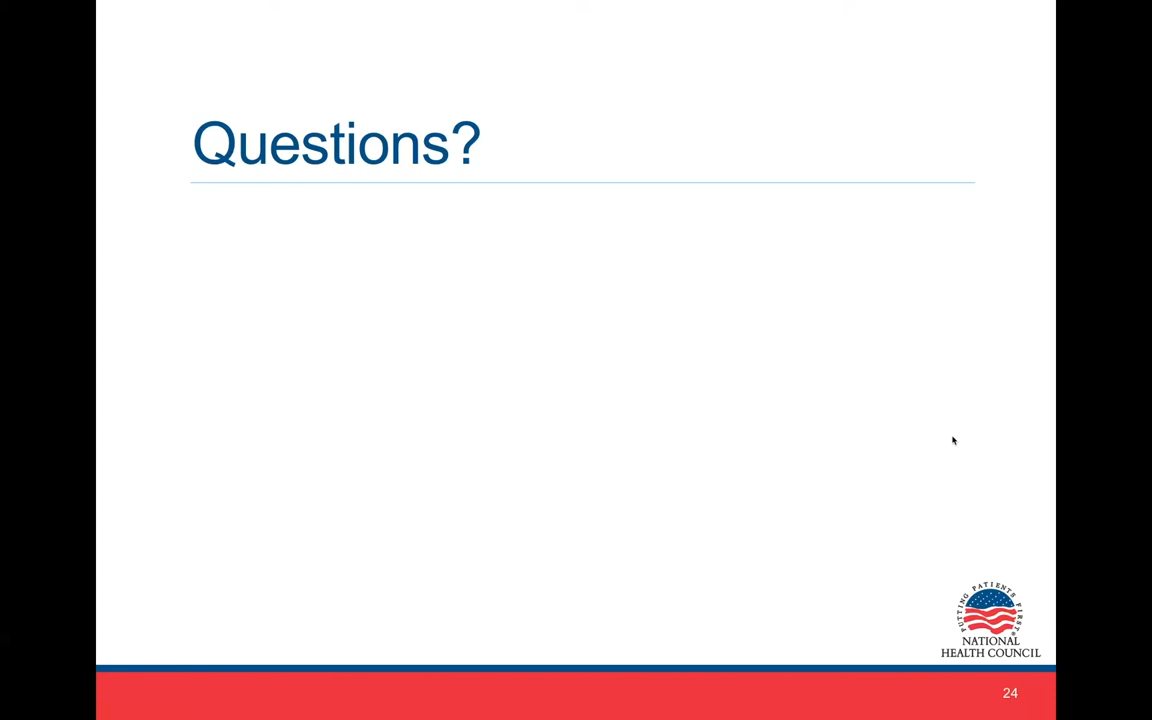 Questions?
PUTTING PATIENTS FIRST®
NATIONAL
HEALTH COUNCIL
24